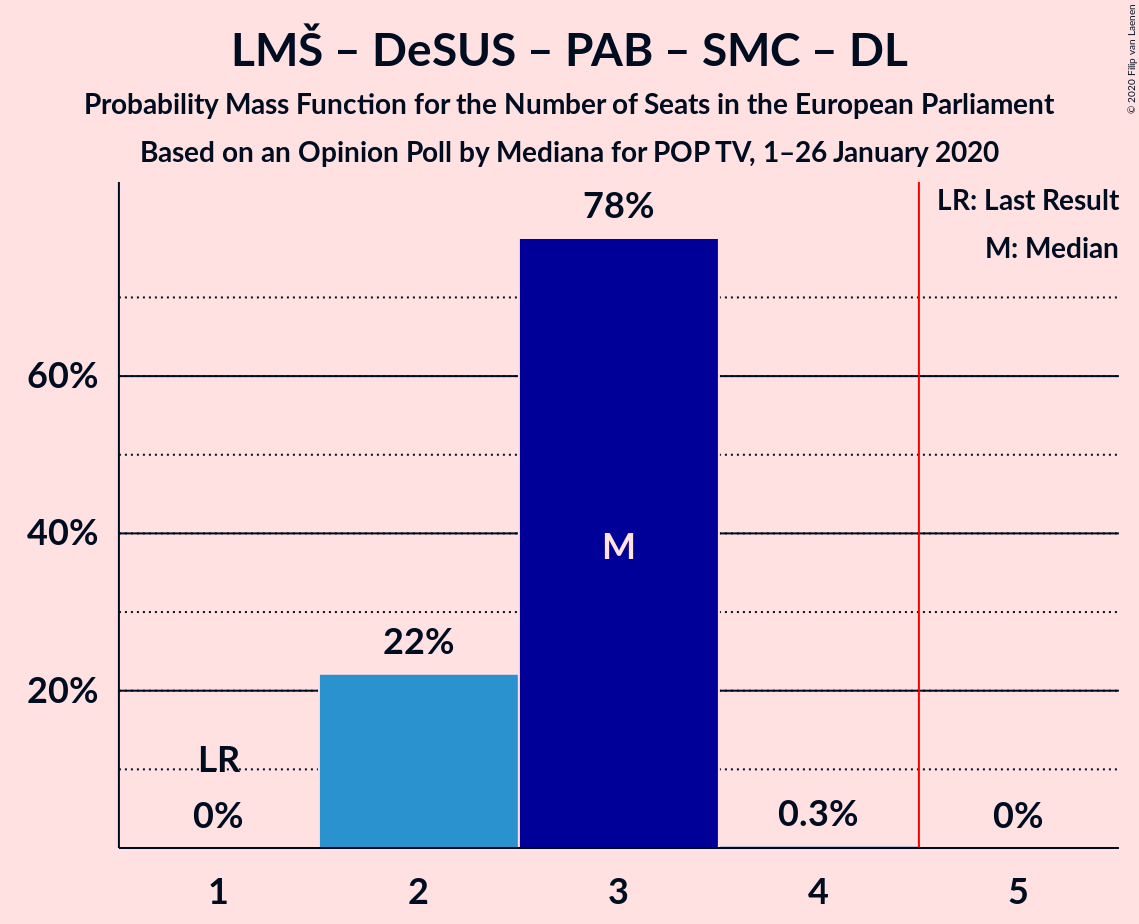 LMŠ – DeSUS – PAB – SMC – DL
Probability Mass Function for the Number of Seats in the European Parliament
Based on an Opinion Poll by Mediana for POP TV, 1–26 January 2020
© 2020 Filip van Laenen
LR: Last Result
M: Median
78%
60%
40%
M
22%
20%
LR
0%
0.3%
0%
1
2
3
4
5